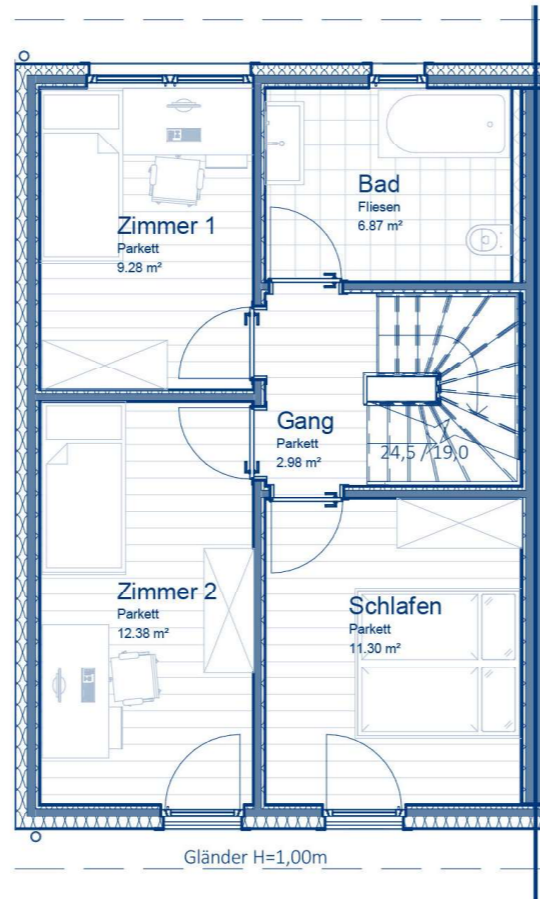 Bad
Fliesen
6.87 m²
Zimmer 1
Parkett
9.28 m²
Gang
Parkett
2.98 m²
24,5 / 19,0
Zimmer 2
Parkett
12.38 m²
Schlafen
Parkett
11.30 m²
Gländer H=1,00m